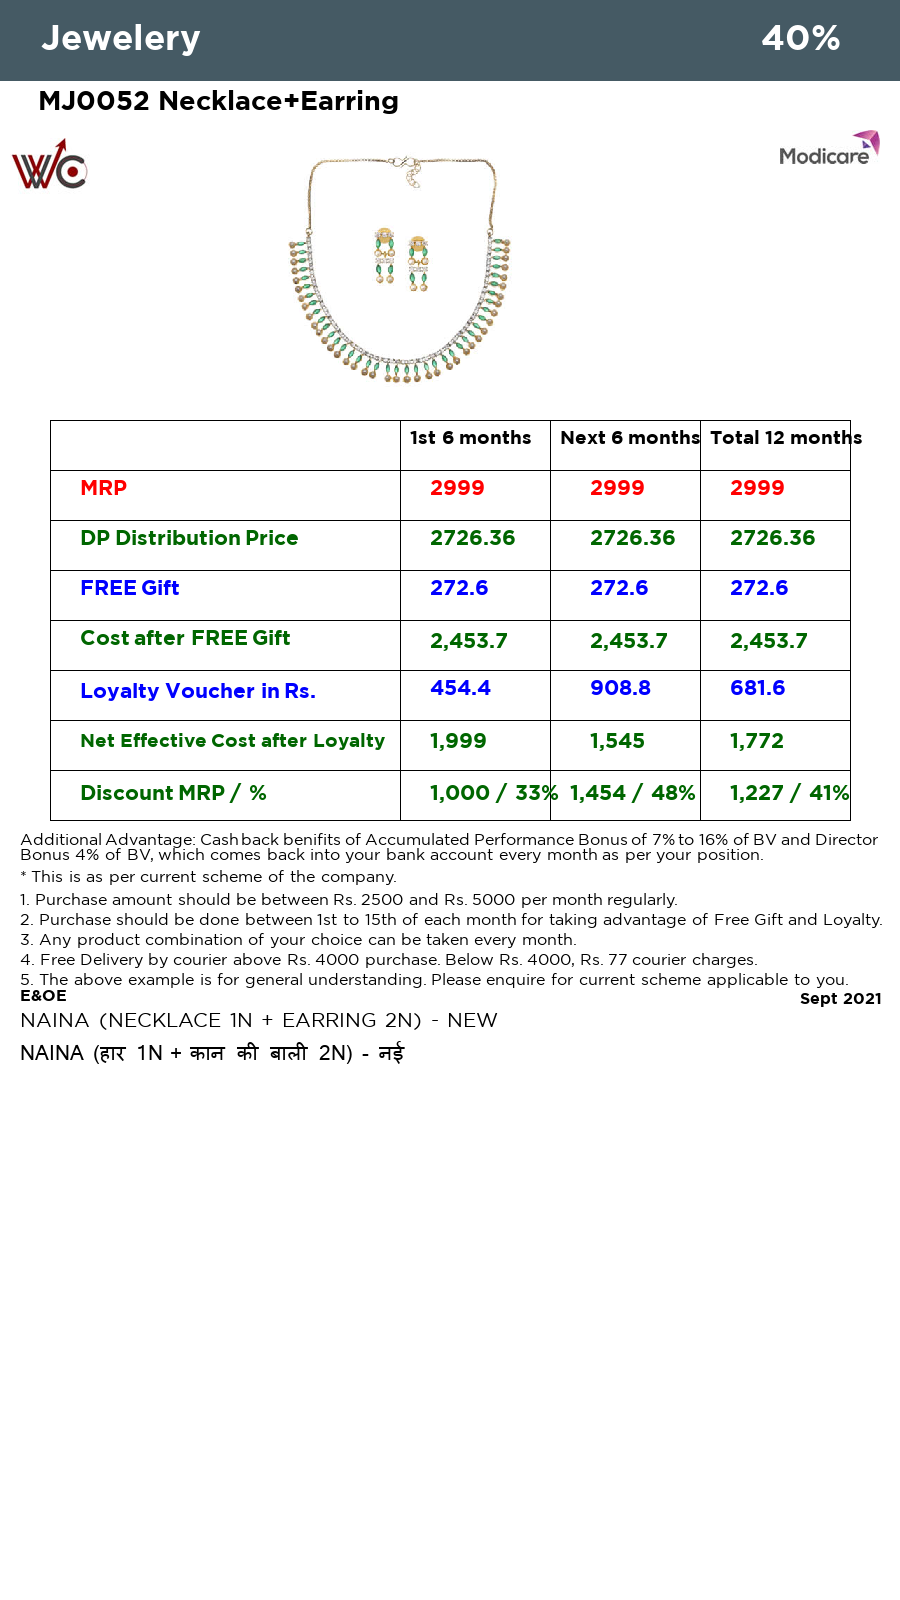 Jewelery 40%
MJ0052 Necklace+Earring
WC
Modicare
1st 6 months Next 6 months Total 12 months
MRP 2999 2999 2999
DP Distribution Price 2726.36 2726.36 2726.36
FREE Gift 272.6 272.6 272.6
Cost after FREE Gift 2,453.7 2,453.7 2,453.7
Loyalty Voucher in Rs. 454.4 908.8 681.6
Net Effective Cost after Loyalty 1,999 1,545 1,772
Discount MRP / % 1,000 / 33% 1,454 / 48% 1,227 / 41%
Additional Advantage: Cashback benifits of Accumulated Performance Bonus of 7% to 16% of BV and Director
Bonus 4% of BV, which comes back into your bank account every month as per your position.
* This is as per current scheme of the company.
1. Purchase amount should be between Rs. 2500 and Rs. 5000 per month regularly.
2. Purchase should be done between 1st to 15th of each month for taking advantage of Free Gift and Loyalty.
3. Any product combination of your choice can be taken every month.
4. Free Delivery by courier above Rs. 4000 purchase. Below Rs. 4000, Rs. 77 courier charges.
5. The above example is for general understanding. Please enquire for current scheme applicable to you.
E&OE Sept 2021
NAINA (NECKLACE 1N + EARRING 2N) - NEW
NAINA (हार 1N + कान की बाली 2N) - नई